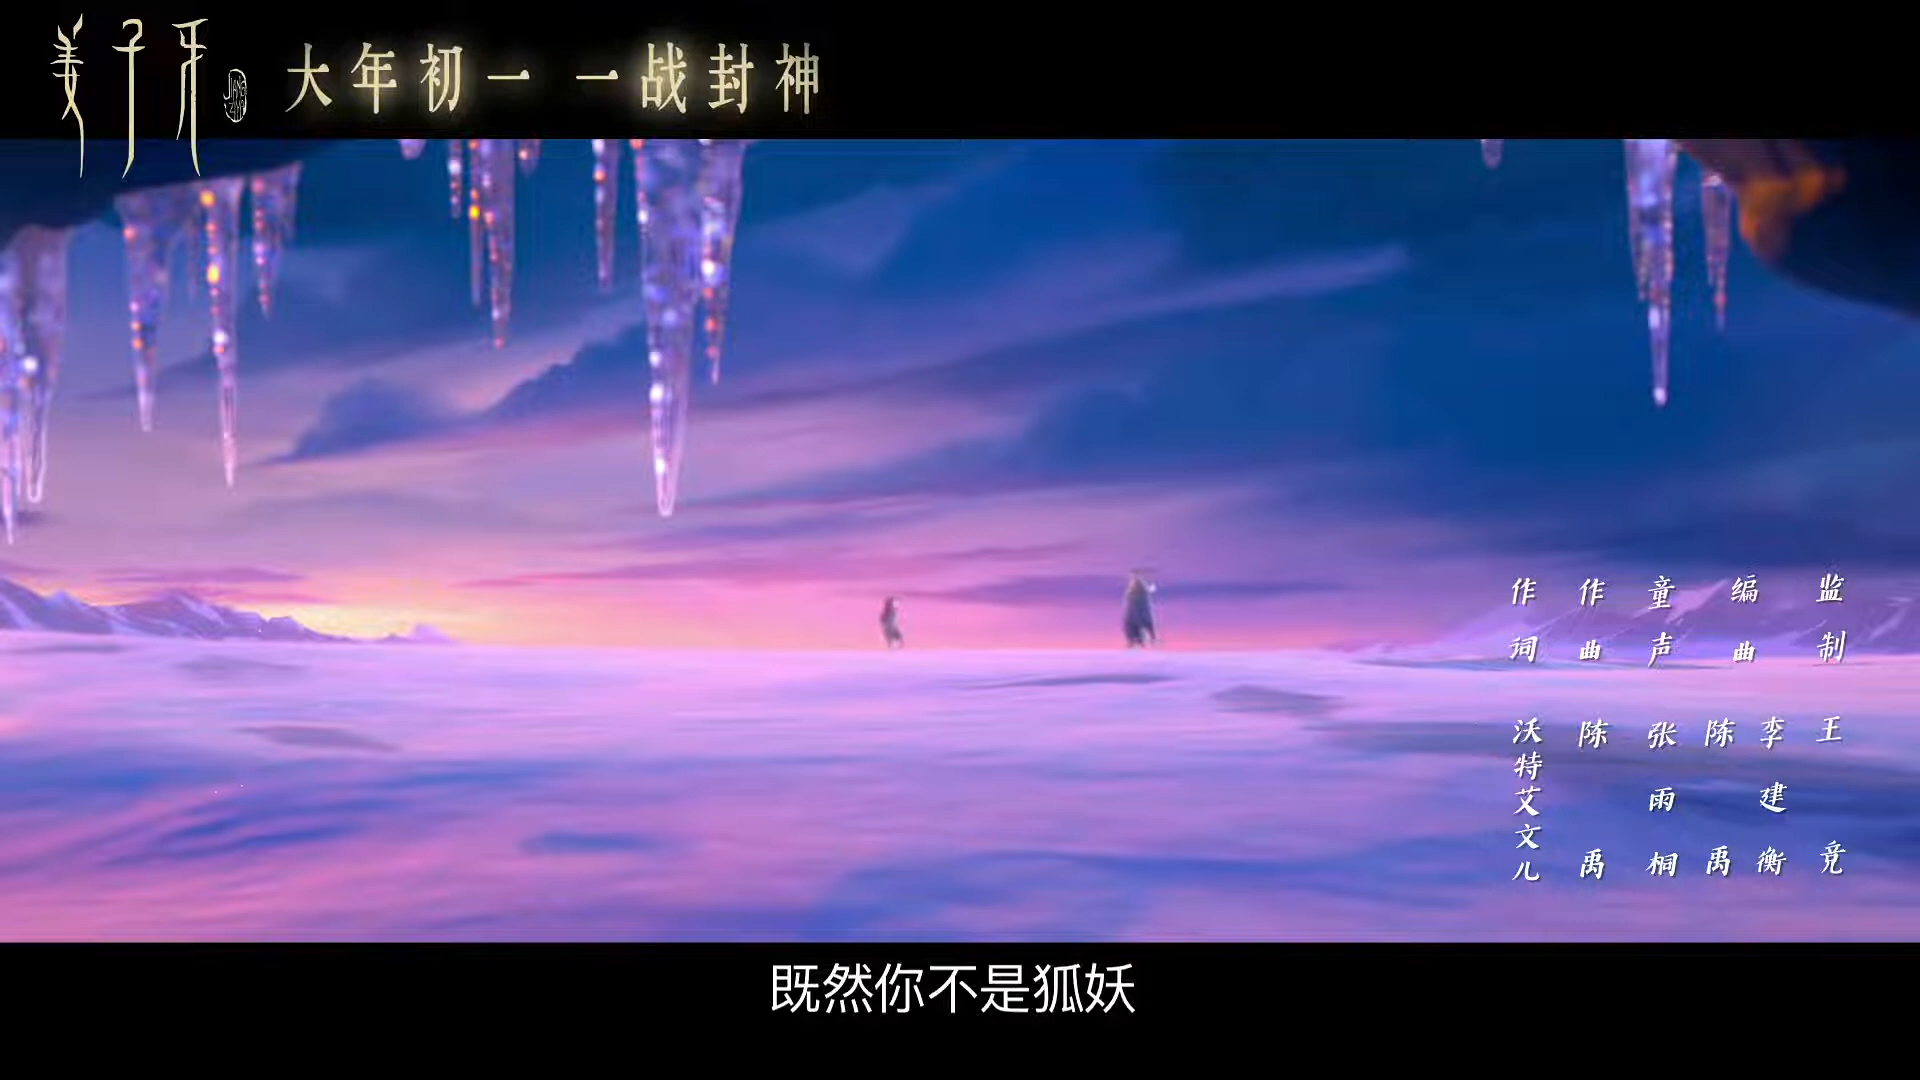 姜子牙
大年初一 一战封神
作词 沃特艾文儿
作曲 陈禹
童声 张雨桐
编曲 陈禹 李建衡
监制 王竞
既然你不是狐妖